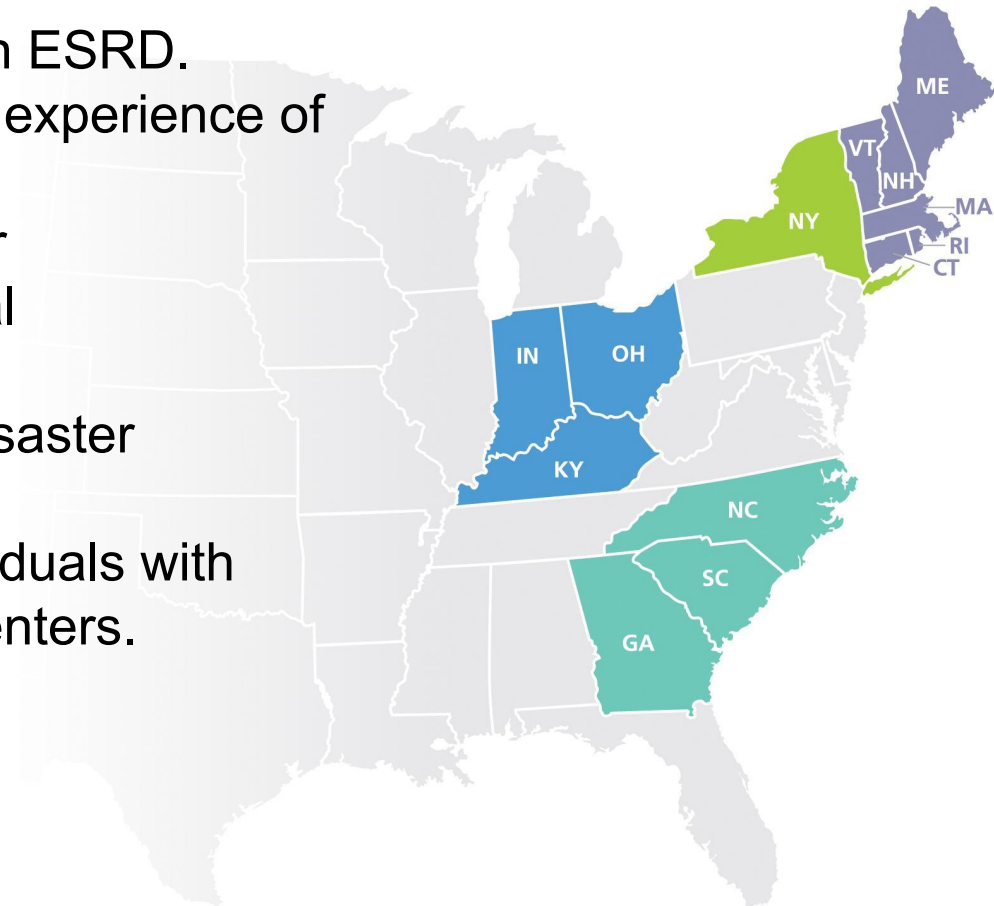 n ESRD.
experience of
al
saster
duals with
enters.
ME
VT
NH
MA
RI
CT
NY
IN
OH
KY
NC
SC
GA